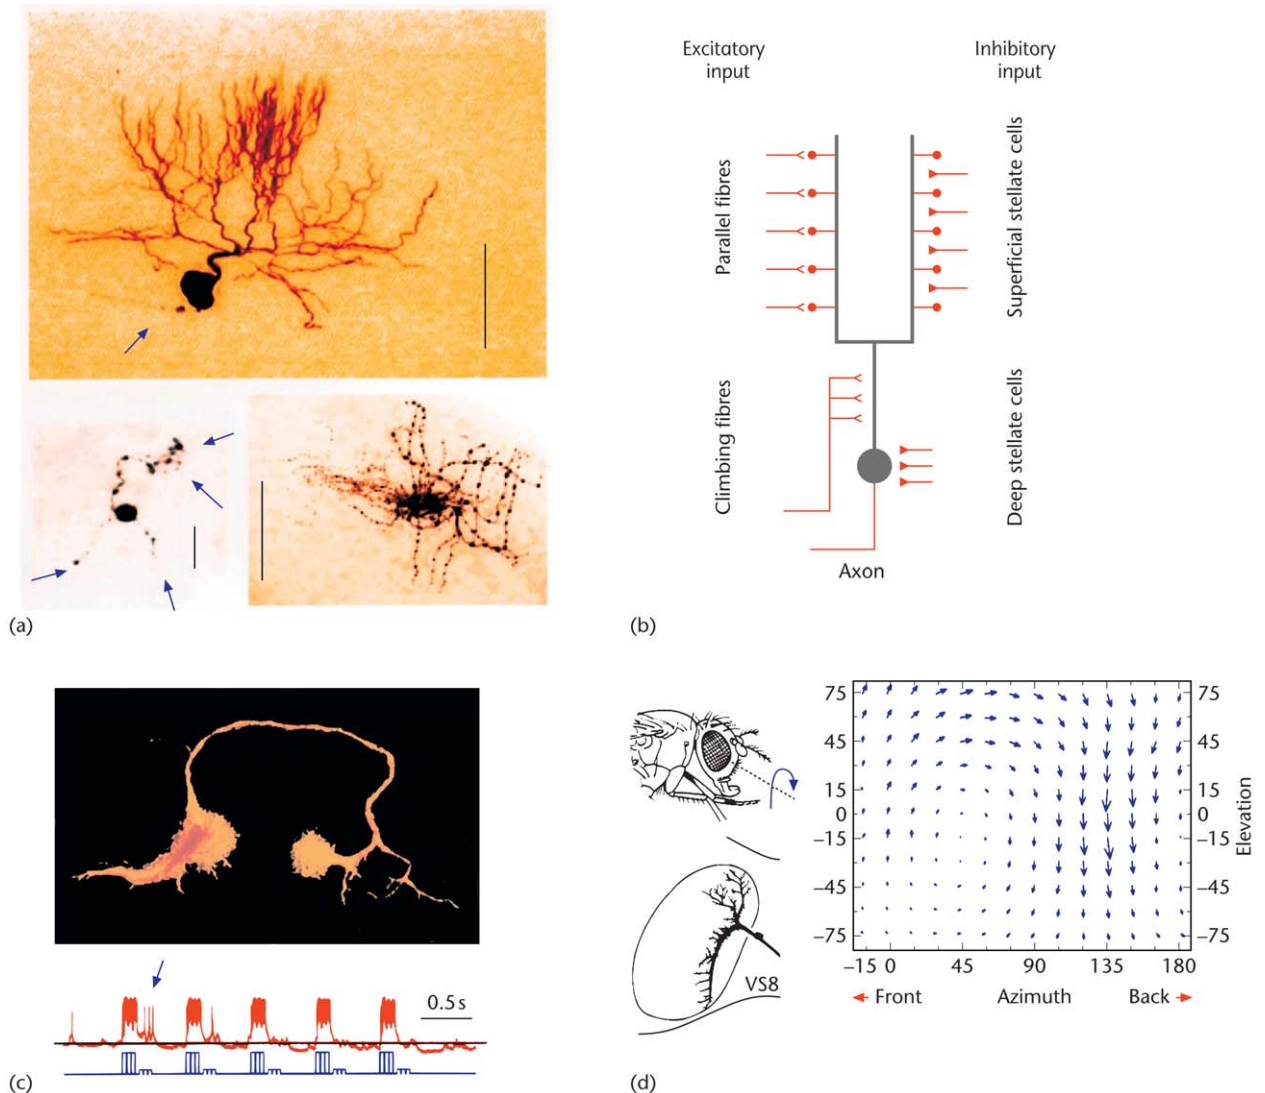 Excitatory
input
Inhibitory
input
Parallel fibres
Superficial stellate cells
Climbing fibres
Deep stellate cells
Axon
(a)
(b)
0.5 s
(c)
VS8
75
45
15
0
−15
−45
−75
75
45
15
0
−15
−45
−75
Elevation
−15 0 45 90 135 180
Front Azimuth Back
(d)